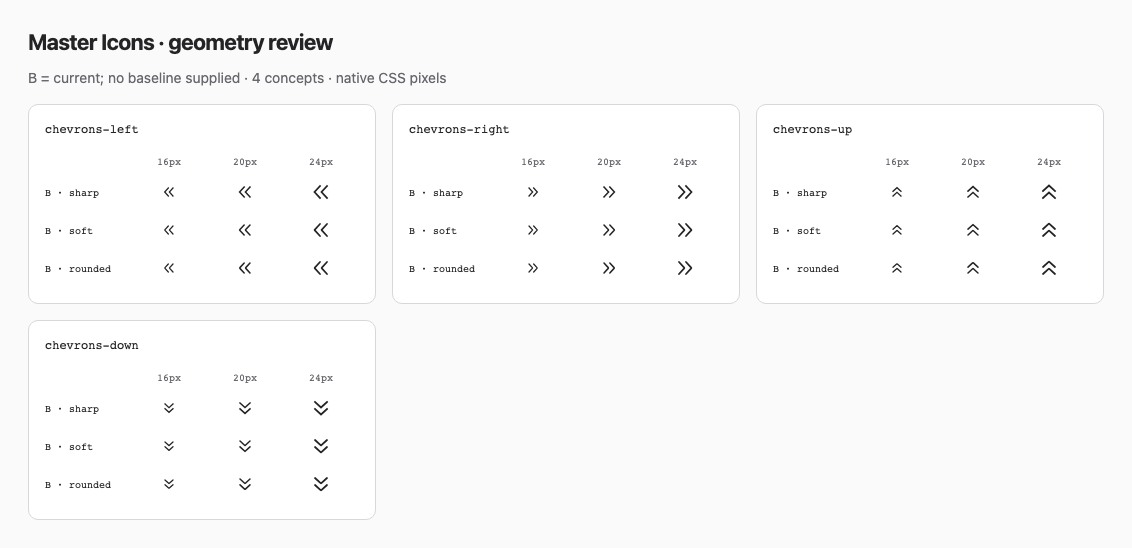 Master Icons · geometry review
B = current; no baseline supplied · 4 concepts · native CSS pixels
chevrons-left
16px 20px 24px
B · sharp
B · soft
B · rounded
chevrons-right
16px 20px 24px
B · sharp
B · soft
B · rounded
chevrons-up
16px 20px 24px
B · sharp
B · soft
B · rounded
chevrons-down
16px 20px 24px
B · sharp
B · soft
B · rounded